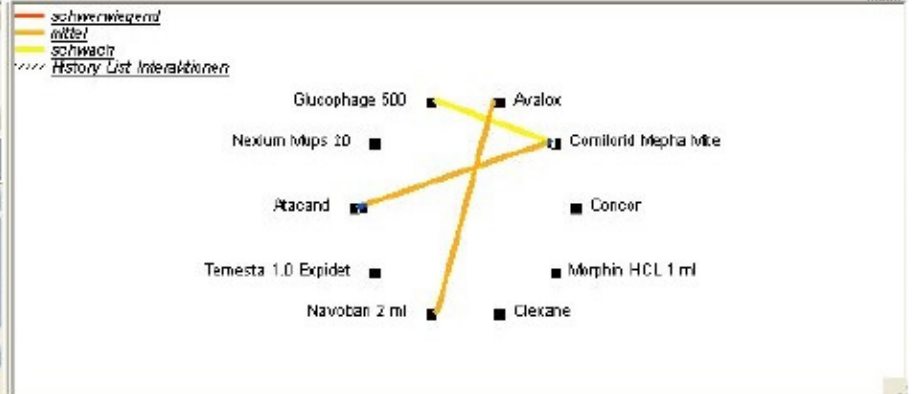 schwerwiegend
mittel
schwach
History List Interaktionen
Glucophage 500
Avalox
Nexium Mups 20
Comilorid Mepha Mite
Atacand
Concor
Temesta 1.0 Expidet
Morphin HCL 1 ml
Navoban 2 ml
Clexane